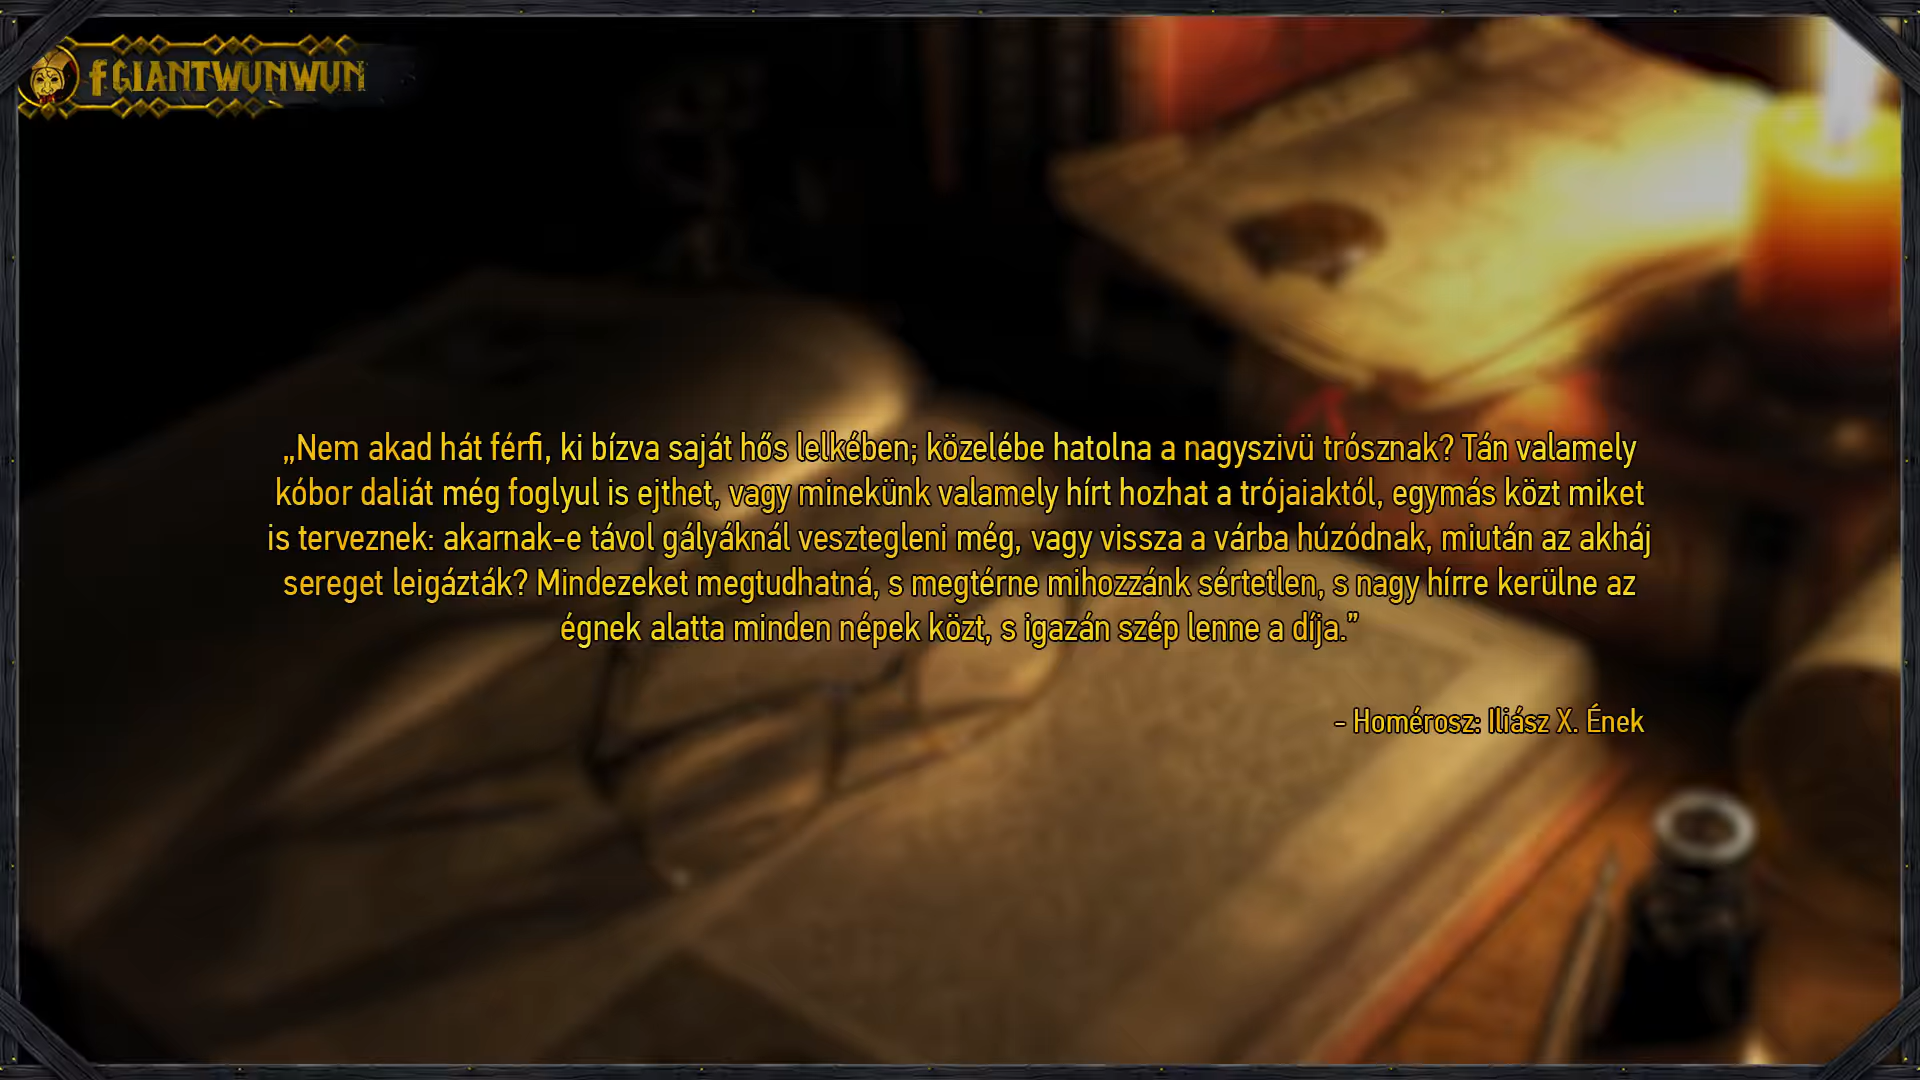 fGIANTWUNWUN
„Nem akad hát férfi, ki bízva saját hős lelkében; közelébe hatolna a nagyszivü trósznak? Tán valamely
kóbor daliát még foglyul is ejthet, vagy minekünk valamely hírt hozhat a trójaiaktól, egymás közt miket
is terveznek: akarnak-e távol gályáknál vesztegleni még, vagy vissza a várba húzódnak, miután az akháj
sereget leigázták? Mindezeket megtudhatná, s megtérne mihozzánk sértetlen, s nagy hírre kerülne az
égnek alatta minden népek közt, s igazán szép lenne a díja.”
- Homérosz: Iliász X. Ének